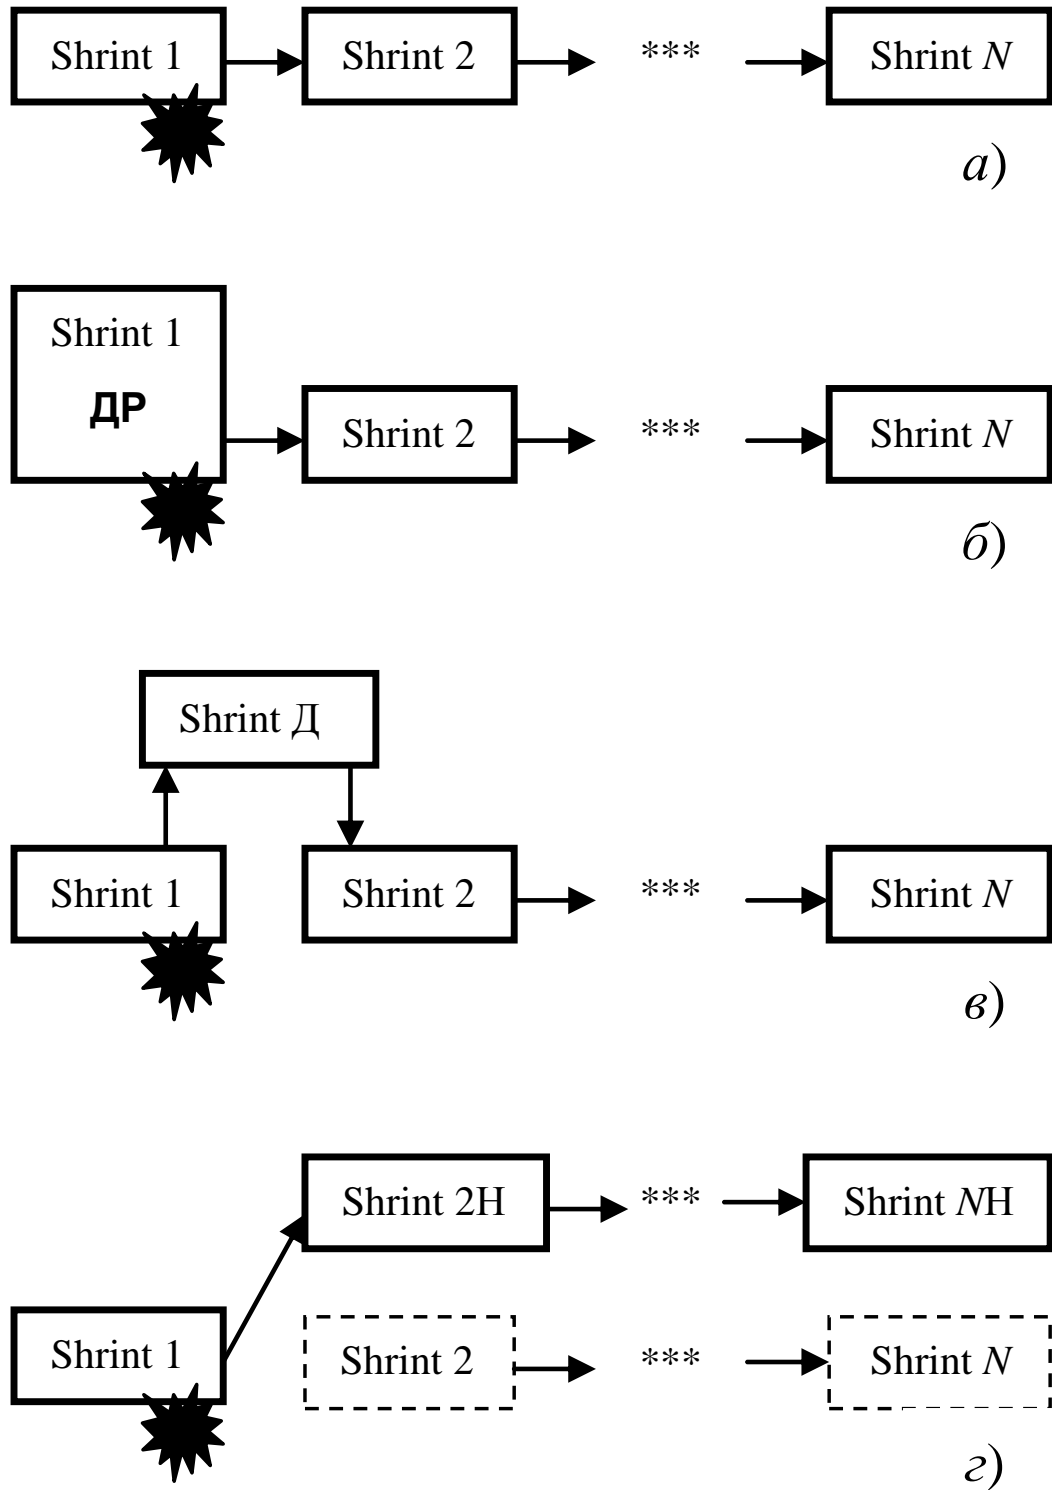 Shrint 1 Shrint 2 *** Shrint N
а)
Shrint 1
ДР
Shrint 2 *** Shrint N
б)
Shrint Д
Shrint 1 Shrint 2 *** Shrint N
в)
Shrint 2Н *** Shrint NН
Shrint 1 Shrint 2 *** Shrint N
г)